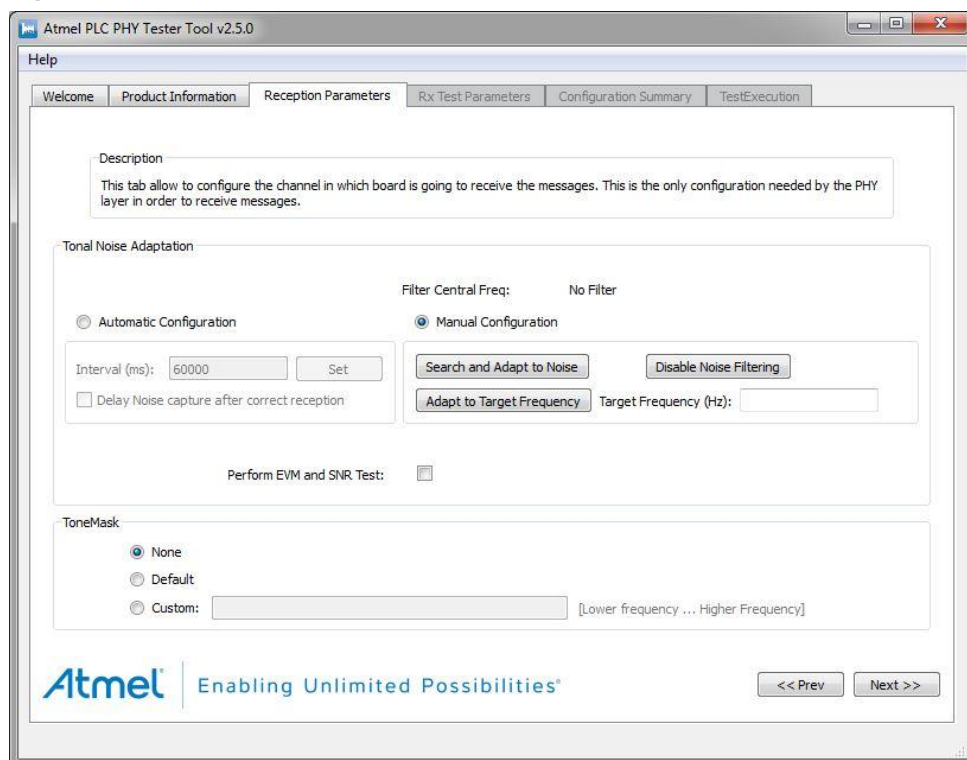 Atmel PLC PHY Tester Tool v2.5.0
Help
Welcome Product Information Reception Parameters Rx Test Parameters Configuration Summary TestExecution
Description
This tab allow to configure the channel in which board is going to receive the messages. This is the only configuration needed by the PHY
layer in order to receive messages.
Tonal Noise Adaptation
Filter Central Freq: No Filter
Automatic Configuration Manual Configuration
Interval (ms): 60000 Set Search and Adapt to Noise Disable Noise Filtering
Delay Noise capture after correct reception Adapt to Target Frequency Target Frequency (Hz):
Perform EVM and SNR Test:
ToneMask
None
Default
Custom: [Lower frequency ... Higher Frequency]
Atmel Enabling Unlimited Possibilities® << Prev Next >>